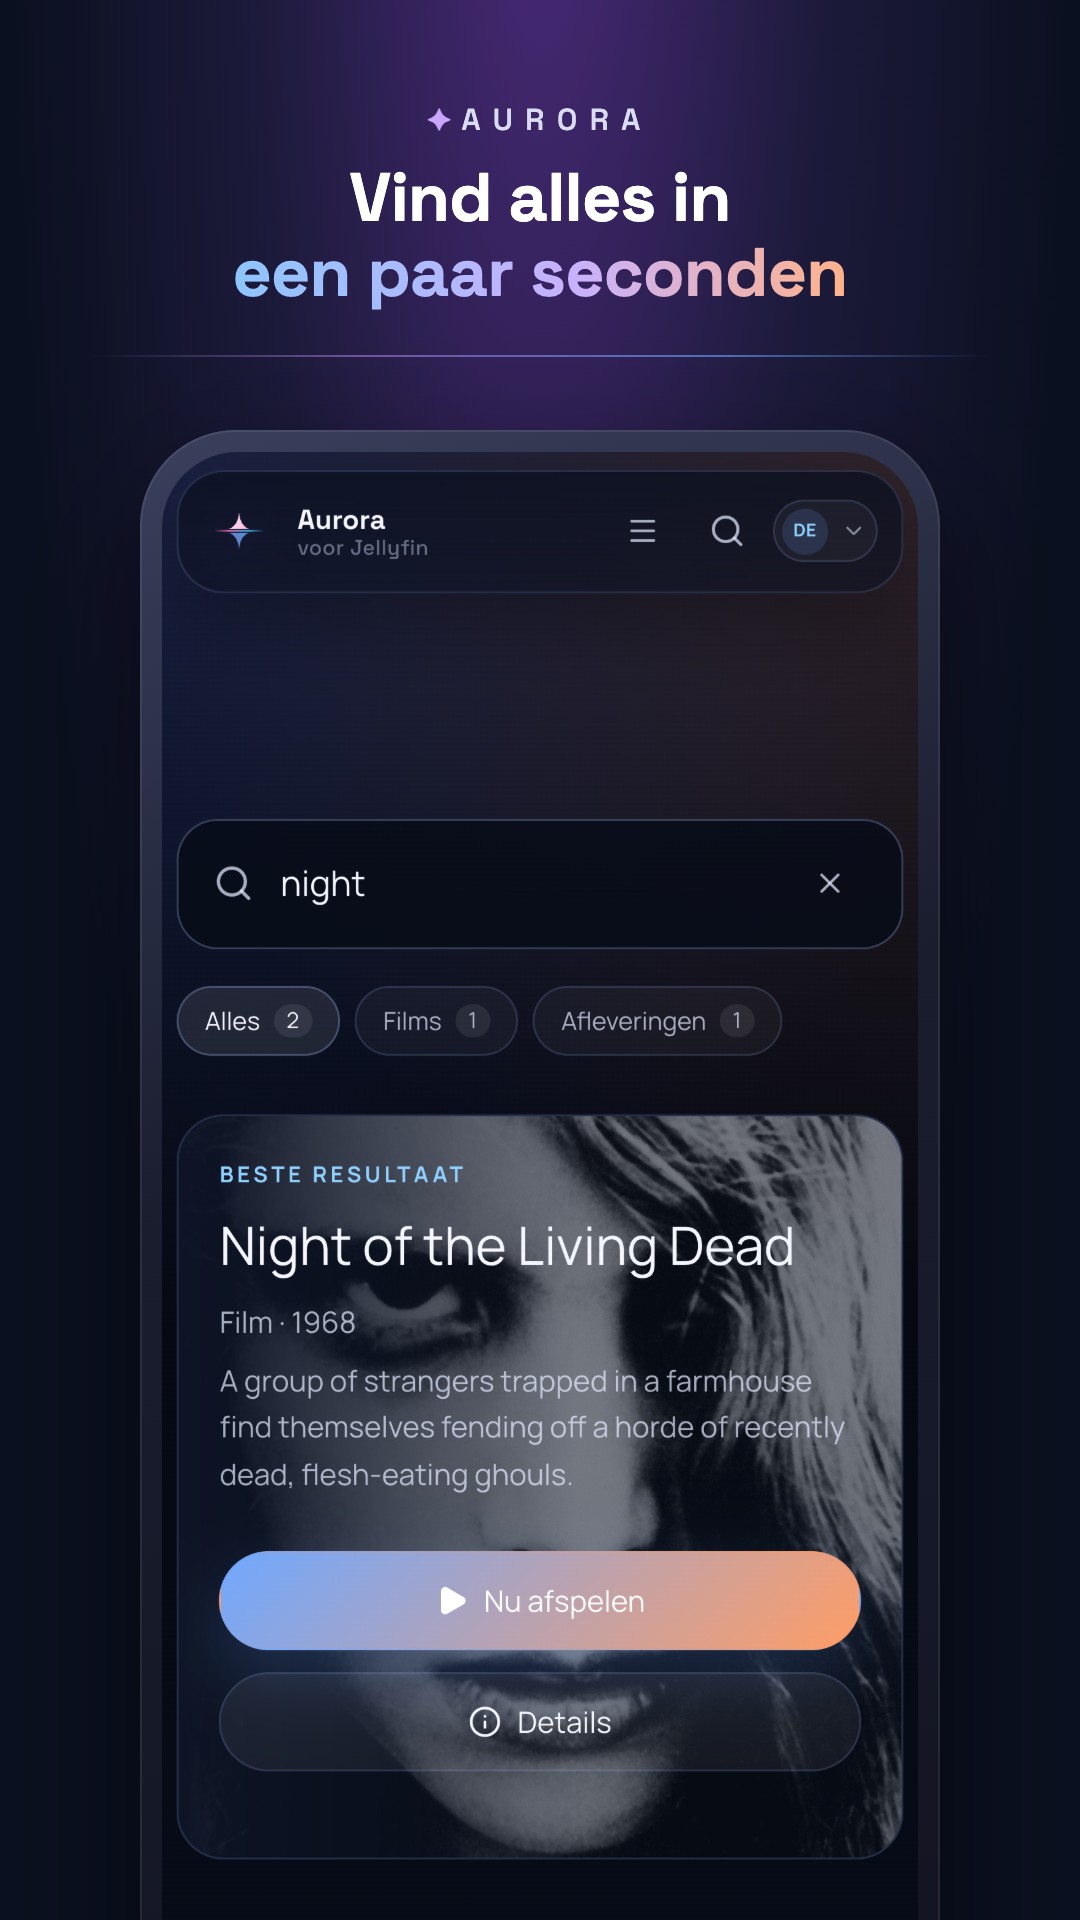 AURORA
Vind alles in
een paar seconden
Aurora
voor Jellyfin
DE
night
Alles 2
Films 1
Afleveringen 1
BESTE RESULTAAT
Night of the Living Dead
Film · 1968
A group of strangers trapped in a farmhouse
find themselves fending off a horde of recently
dead, flesh-eating ghouls.
Nu afspelen
Details